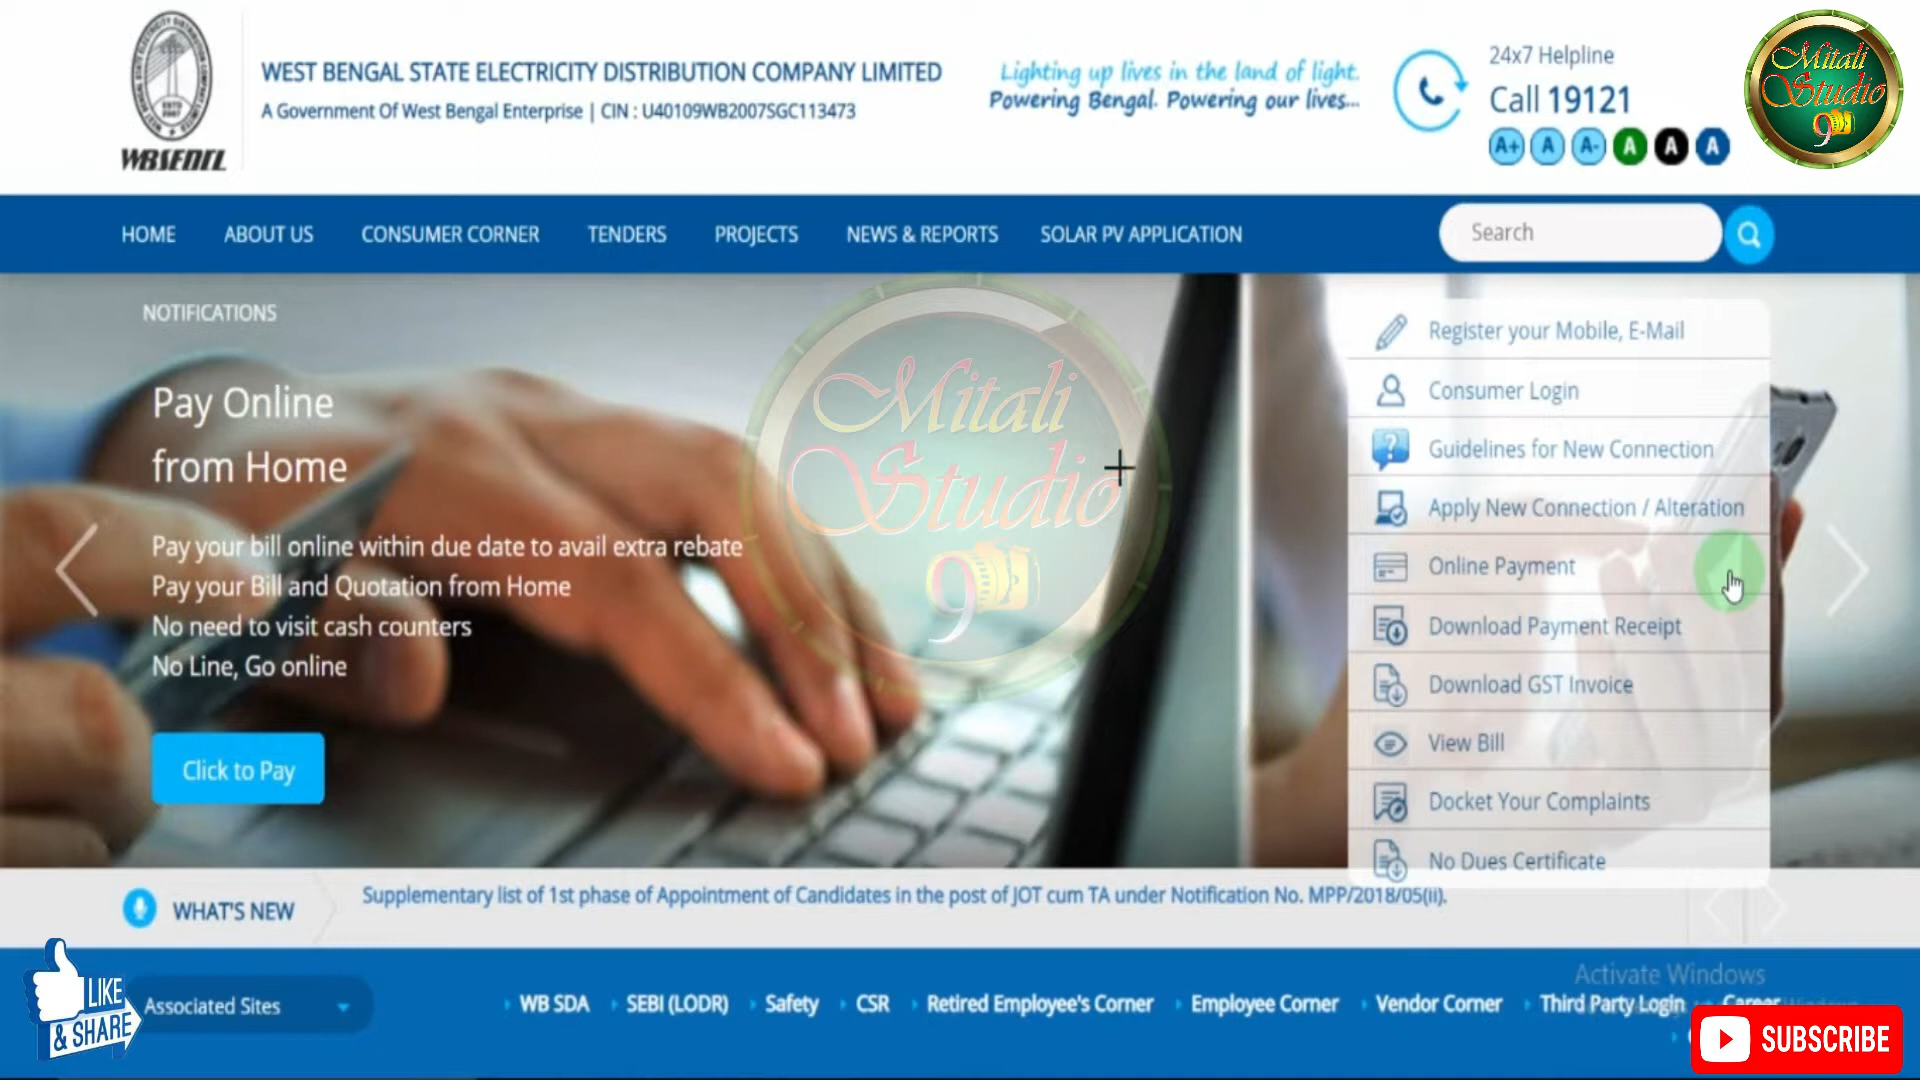 WBSEDCL
WEST BENGAL STATE ELECTRICITY DISTRIBUTION COMPANY LIMITED
A Government Of West Bengal Enterprise | CIN : U40109WB2007SGC113473
Lighting up lives in the land of light.
Powering Bengal. Powering our lives...
24x7 Helpline
Call 19121
A+ A A- A A A
Mitali
Studio
9
HOME ABOUT US CONSUMER CORNER TENDERS PROJECTS NEWS & REPORTS SOLAR PV APPLICATION
Search
NOTIFICATIONS
Pay Online
from Home
Pay your bill online within due date to avail extra rebate
Pay your Bill and Quotation from Home
No need to visit cash counters
No Line, Go online
Click to Pay
Mitali
Studio
9
Register your Mobile, E-Mail
Consumer Login
Guidelines for New Connection
Apply New Connection / Alteration
Online Payment
Download Payment Receipt
Download GST Invoice
View Bill
Docket Your Complaints
No Dues Certificate
WHAT'S NEW
Supplementary list of 1st phase of Appointment of Candidates in the post of JOT cum TA under Notification No. MPP/2018/05(ii).
Activate Windows
LIKE
& SHARE
Associated Sites
WB SDA SEBI (LODR) Safety CSR Retired Employee's Corner Employee Corner Vendor Corner Third Party Login Career
SUBSCRIBE